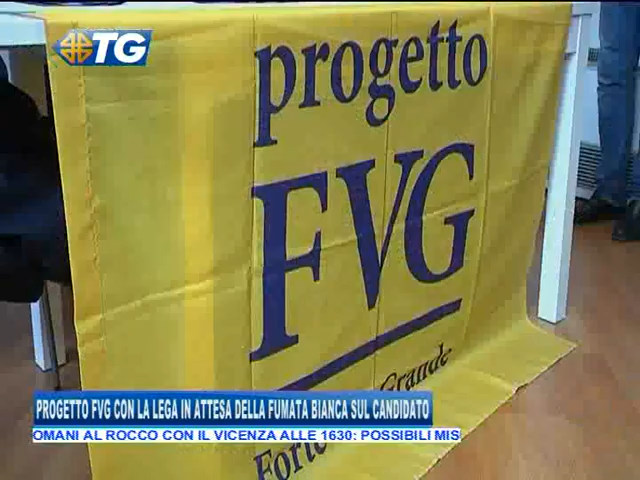 TG
progetto
FVG
Grande
Forte
PROGETTO FVG CON LA LEGA IN ATTESA DELLA FUMATA BIANCA SUL CANDIDATO
OMANI AL ROCCO CON IL VICENZA ALLE 1630: POSSIBILI MIS